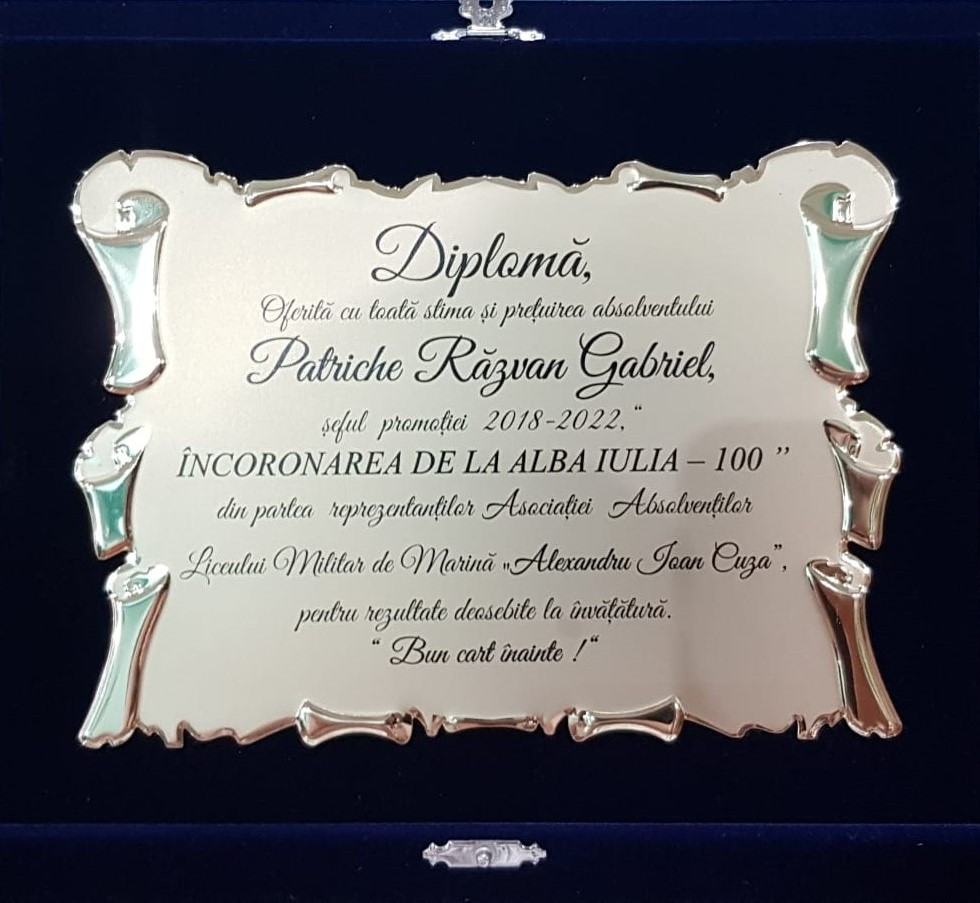 Diplomă,
Oferită cu toată stima și prețuirea absolventului
Patriche Răzvan Gabriel,
șeful promoției 2018-2022,“
ÎNCORONAREA DE LA ALBA IULIA – 100 ”
din partea reprezentanților Asociației Absolvenților
Liceului Militar de Marină „Alexandru Ioan Cuza”,
pentru rezultate deosebite la învățătură.
“ Bun cart înainte !“